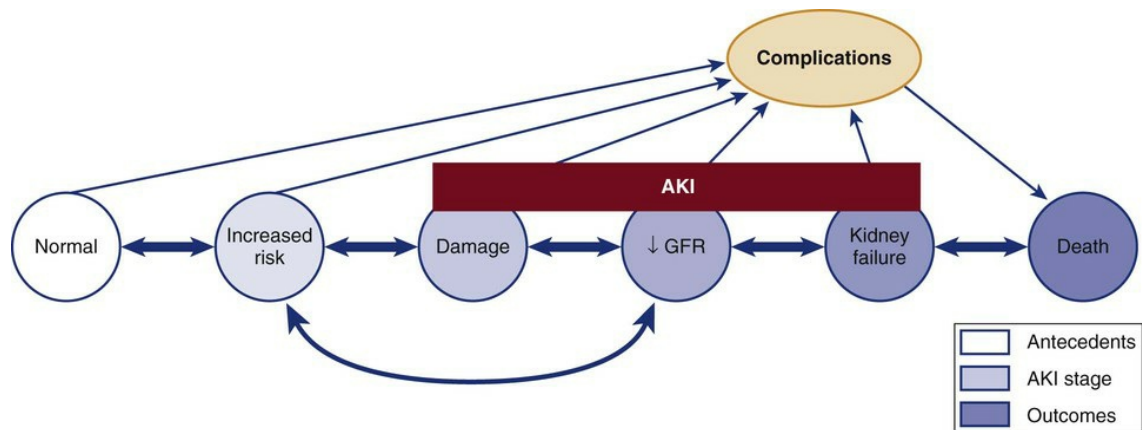 Complications
AKI
Normal
Increased
risk
Damage
↓ GFR
Kidney
failure
Death
Antecedents
AKI stage
Outcomes